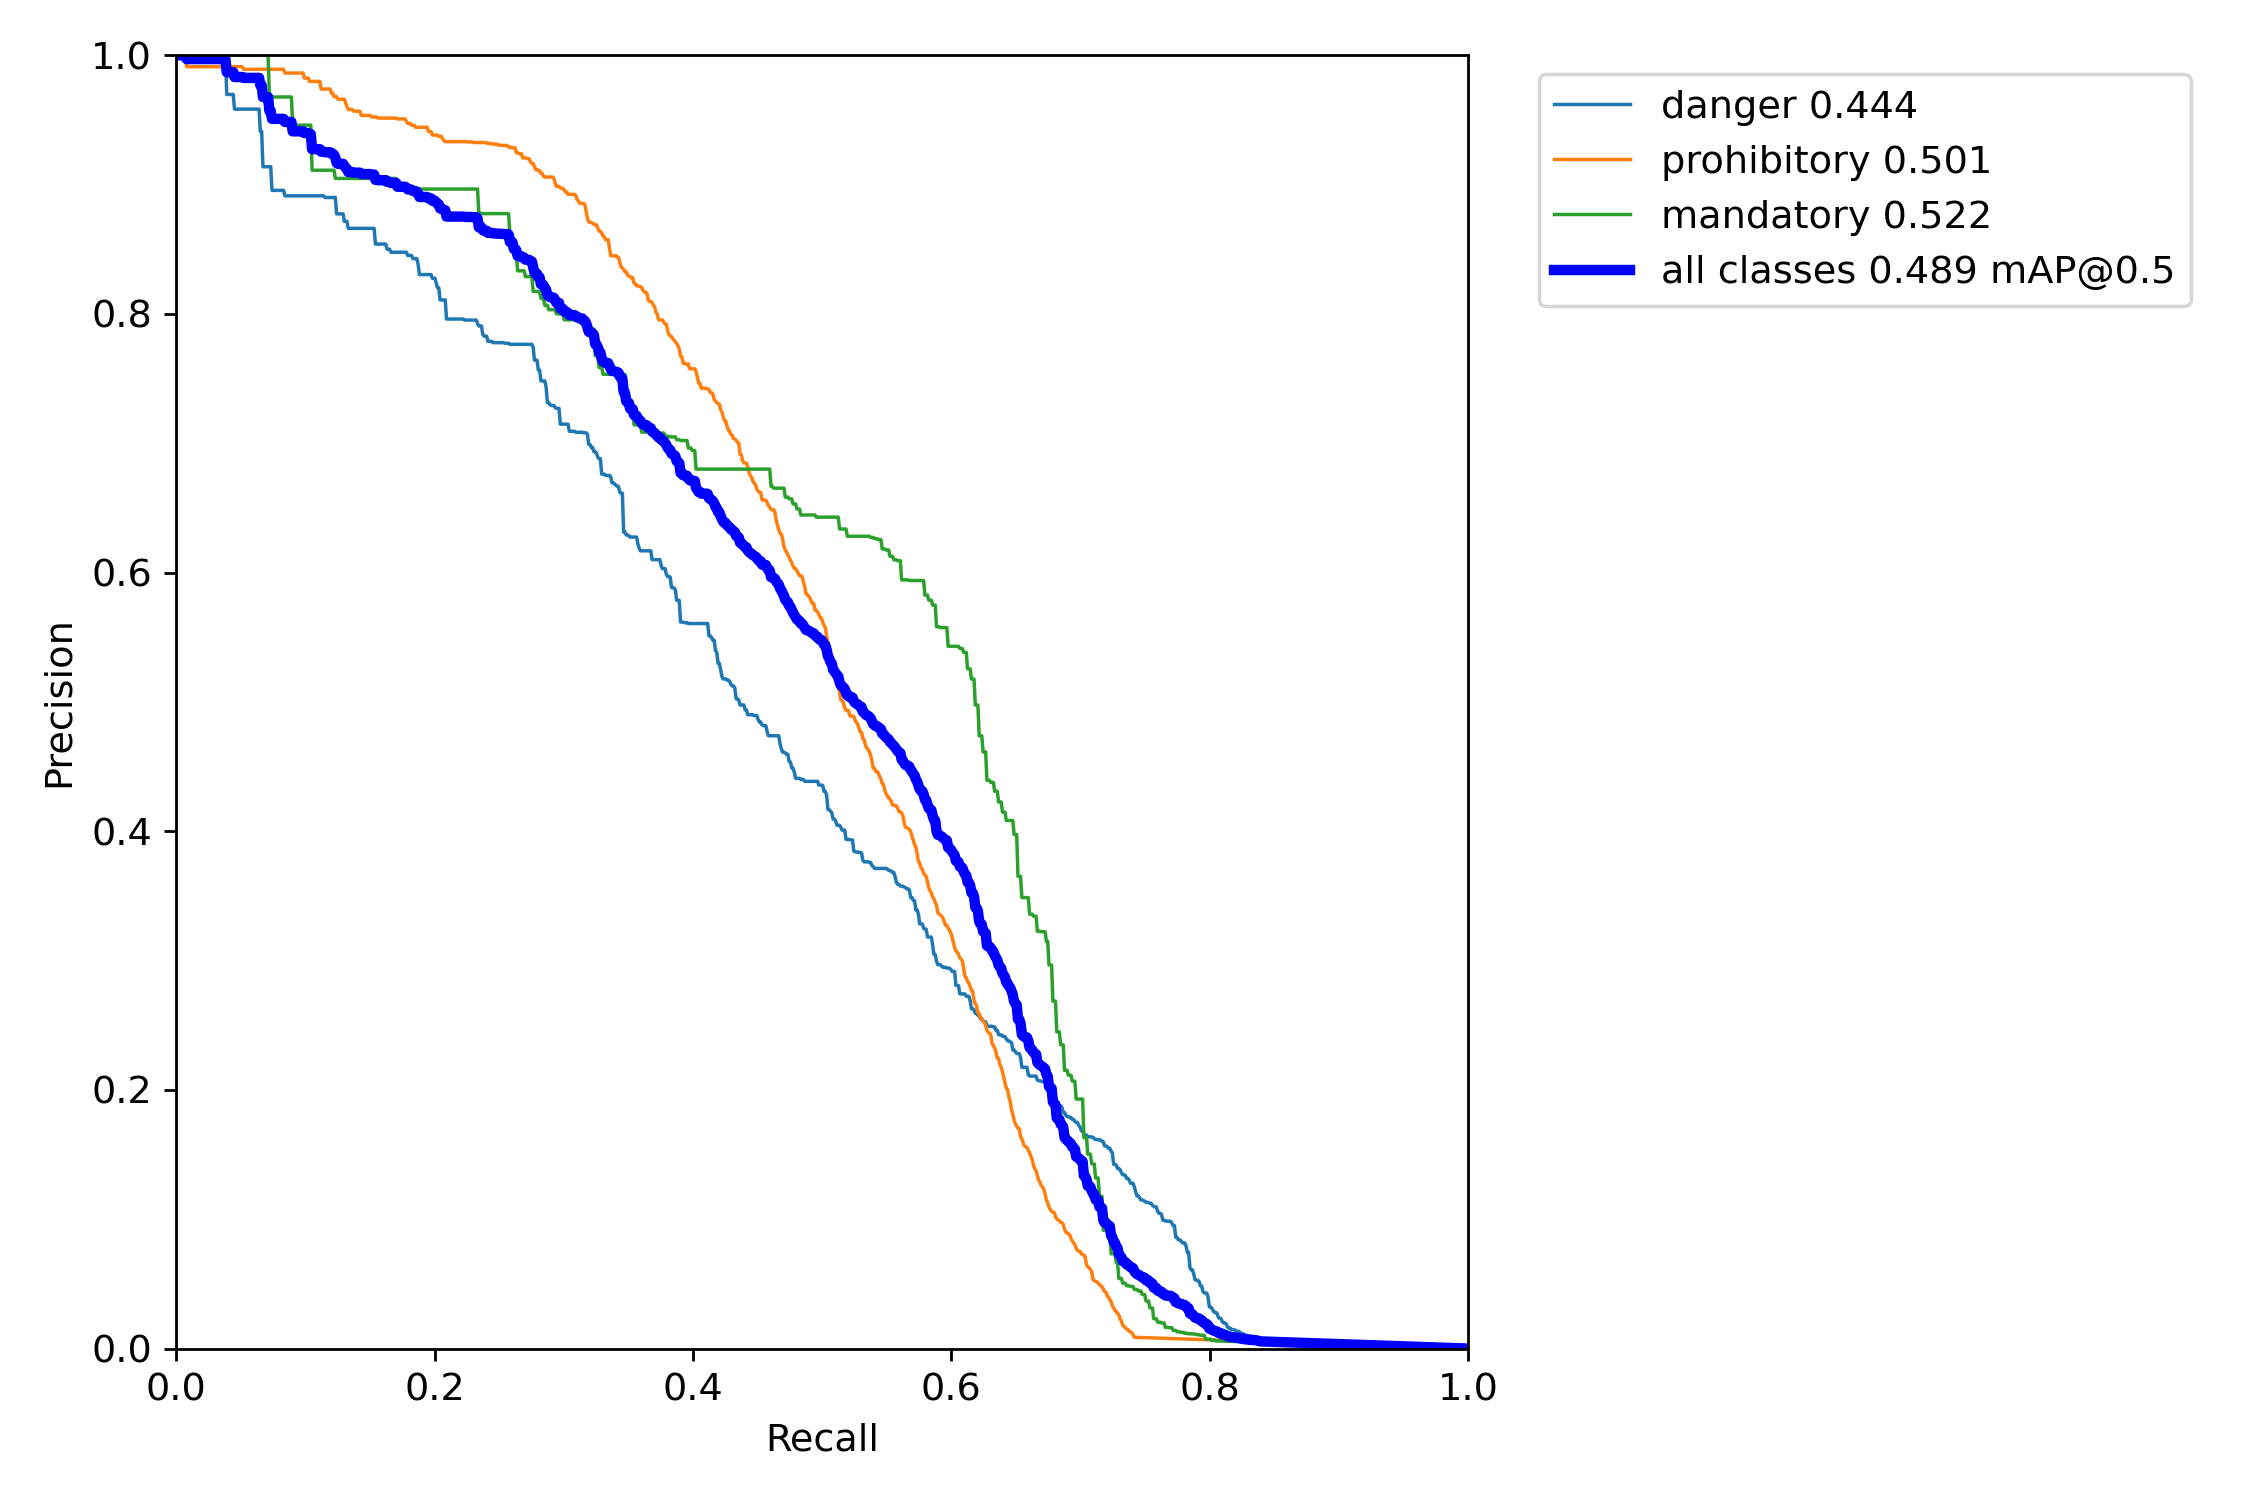 danger 0.444
prohibitory 0.501
mandatory 0.522
all classes 0.489 mAP@0.5
Precision
1.0
0.8
0.6
0.4
0.2
0.0
0.0 0.2 0.4 0.6 0.8 1.0
Recall